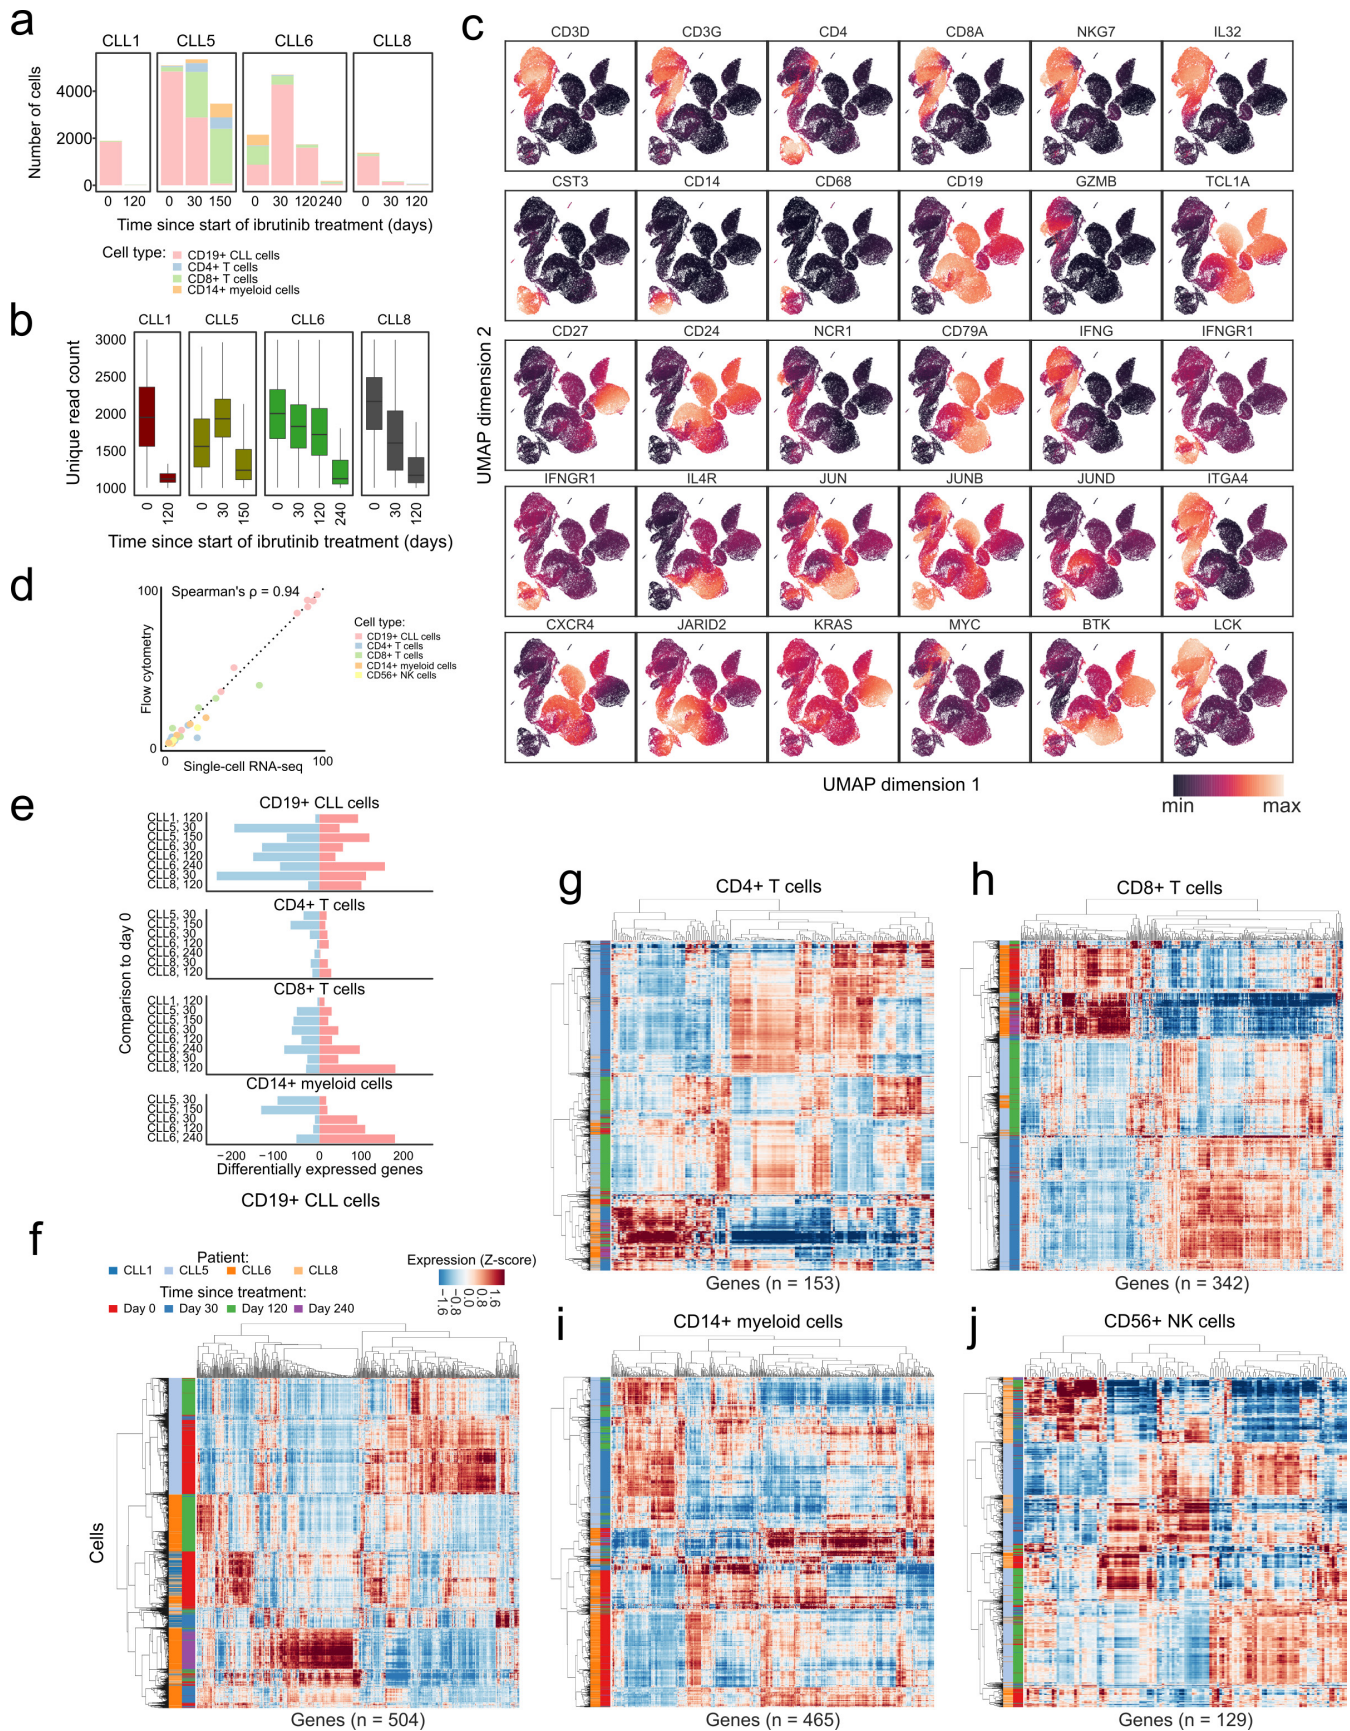 a
CLL1 CLL5 CLL6 CLL8
Number of cells
4000
2000
0
0 120 0 30 150 0 30 120 240 0 30 120
Time since start of ibrutinib treatment (days)
Cell type:
CD19+ CLL cells
CD4+ T cells
CD8+ T cells
CD14+ myeloid cells
b
CLL1 CLL5 CLL6 CLL8
Unique read count
3000
2500
2000
1500
1000
0 120 0 30 150 0 30 120 240 0 30 120
Time since start of ibrutinib treatment (days)
c
CD3D CD3G CD4 CD8A NKG7 IL32
CST3 CD14 CD68 CD19 GZMB TCL1A
CD27 CD24 NCR1 CD79A IFNG IFNGR1
IFNGR1 IL4R JUN JUNB JUND ITGA4
CXCR4 JARID2 KRAS MYC BTK LCK
UMAP dimension 2
UMAP dimension 1
min max
d
Spearman's ρ = 0.94
Flow cytometry
100
0
0 100
Single-cell RNA-seq
Cell type:
CD19+ CLL cells
CD4+ T cells
CD8+ T cells
CD14+ myeloid cells
CD56+ NK cells
e
Comparison to day 0
CD19+ CLL cells
CLL1, 120
CLL5, 30
CLL5, 150
CLL6, 30
CLL6, 120
CLL6, 240
CLL8, 30
CLL8, 120
CD4+ T cells
CLL5, 30
CLL5, 150
CLL6, 30
CLL6, 120
CLL6, 240
CLL8, 30
CLL8, 120
CD8+ T cells
CLL1, 120
CLL5, 30
CLL5, 150
CLL6, 30
CLL6, 120
CLL6, 240
CLL8, 30
CLL8, 120
CD14+ myeloid cells
CLL5, 30
CLL5, 150
CLL6, 30
CLL6, 120
CLL6, 240
−200 −100 0 100 200
Differentially expressed genes
f
CD19+ CLL cells
Patient:
CLL1 CLL5 CLL6 CLL8
Time since treatment:
Day 0 Day 30 Day 120 Day 240
Expression (Z-score)
−1.6 −0.8 0.0 0.8 1.6
Cells
Genes (n = 504)
g
CD4+ T cells
Genes (n = 153)
h
CD8+ T cells
Genes (n = 342)
i
CD14+ myeloid cells
Genes (n = 465)
j
CD56+ NK cells
Genes (n = 129)